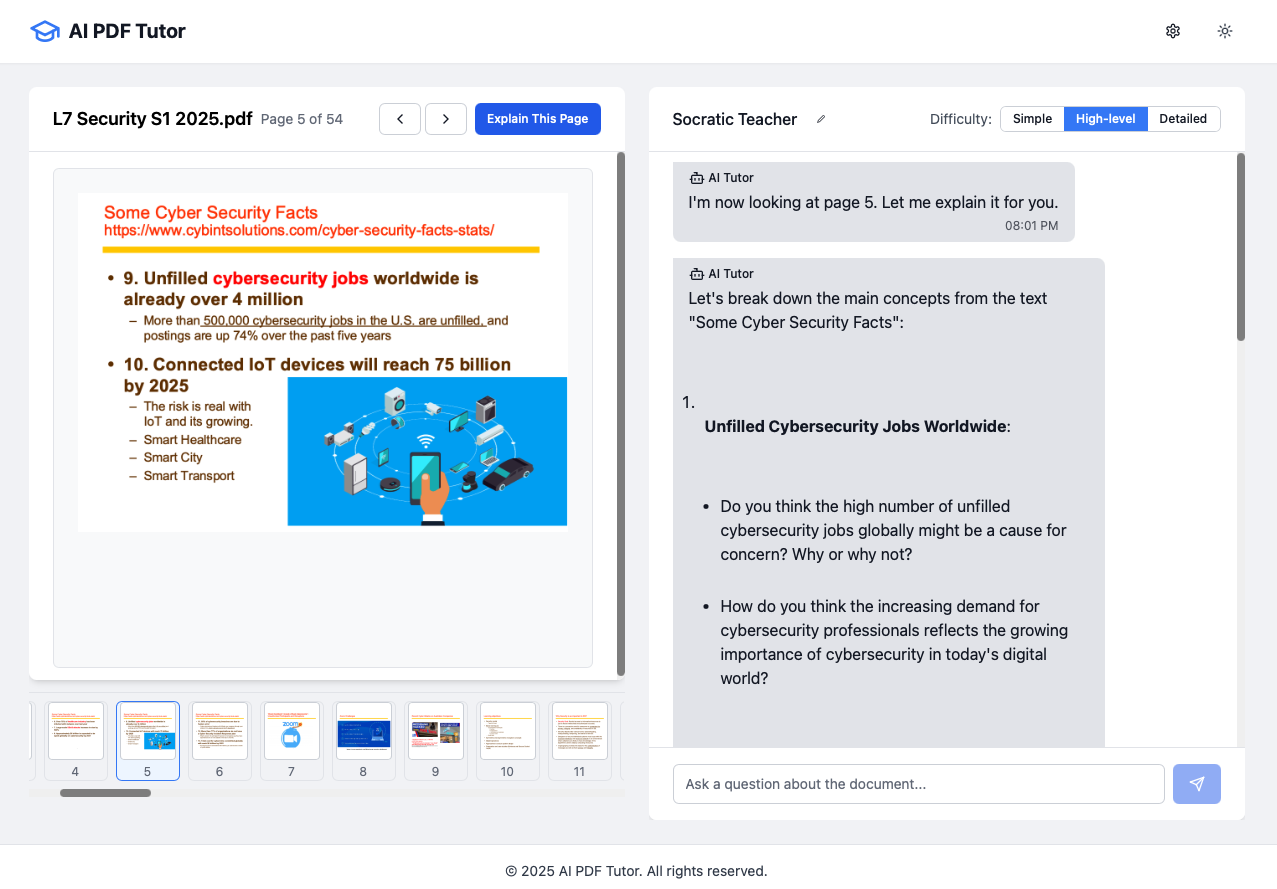 AI PDF Tutor
L7 Security S1 2025.pdf Page 5 of 54
Explain This Page
Some Cyber Security Facts
https://www.cybintsolutions.com/cyber-security-facts-stats/
• 9. Unfilled cybersecurity jobs worldwide is
already over 4 million
– More than 500,000 cybersecurity jobs in the U.S. are unfilled, and
postings are up 74% over the past five years
• 10. Connected IoT devices will reach 75 billion
by 2025
– The risk is real with
IoT and its growing.
– Smart Healthcare
– Smart City
– Smart Transport
4 5 6 7 8 9 10 11
zoom
Socratic Teacher
Difficulty: Simple High-level Detailed
AI Tutor
I'm now looking at page 5. Let me explain it for you.
08:01 PM
AI Tutor
Let's break down the main concepts from the text
"Some Cyber Security Facts":
1.
Unfilled Cybersecurity Jobs Worldwide:
• Do you think the high number of unfilled
cybersecurity jobs globally might be a cause for
concern? Why or why not?
• How do you think the increasing demand for
cybersecurity professionals reflects the growing
importance of cybersecurity in today's digital
world?
Ask a question about the document...
© 2025 AI PDF Tutor. All rights reserved.